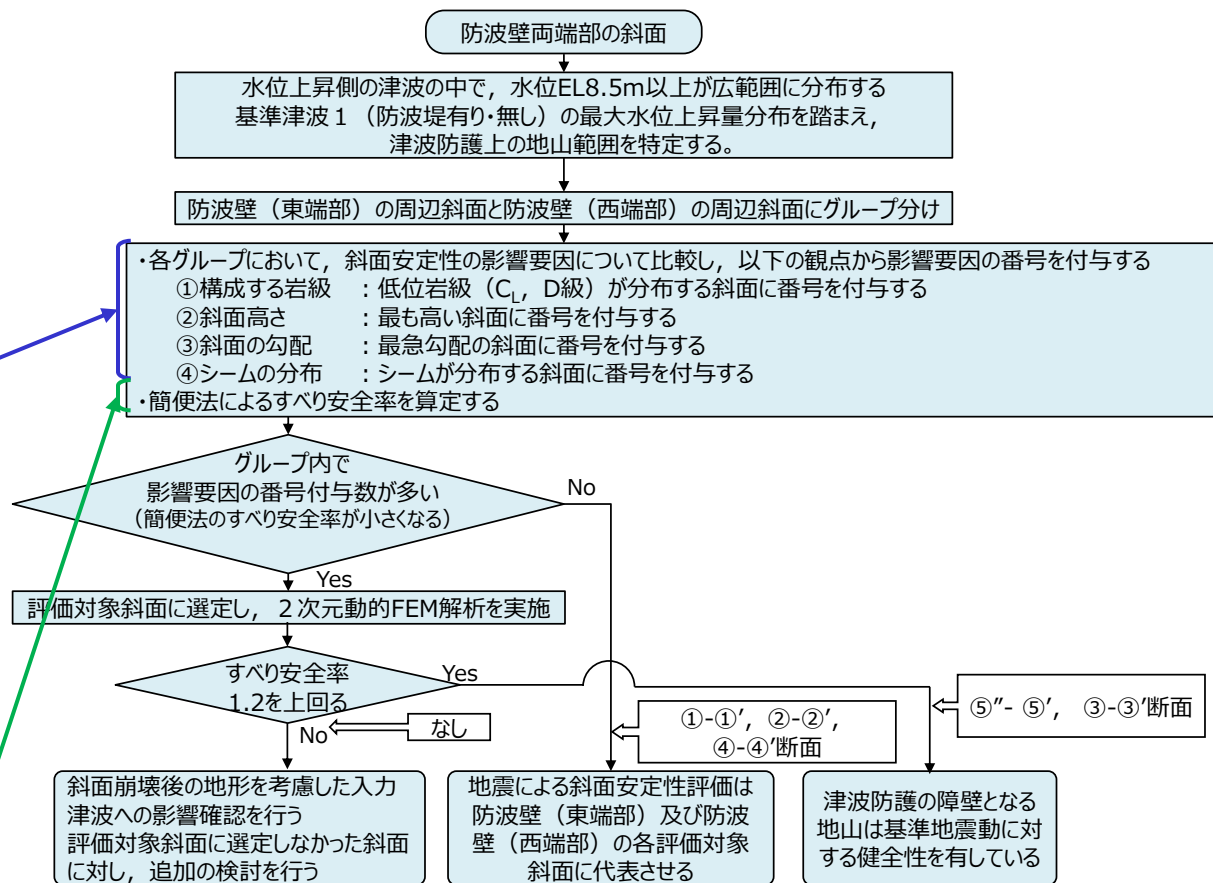 防波壁両端部の斜面
水位上昇側の津波の中で，水位EL8.5m以上が広範囲に分布する
基準津波１（防波堤有り・無し）の最大水位上昇量分布を踏まえ，
津波防護上の地山範囲を特定する。
防波壁（東端部）の周辺斜面と防波壁（西端部）の周辺斜面にグループ分け
・各グループにおいて，斜面安定性の影響要因について比較し，以下の観点から影響要因の番号を付与する
①構成する岩級　：低位岩級（CL，D級）が分布する斜面に番号を付与する
②斜面高さ　：最も高い斜面に番号を付与する
③斜面の勾配　：最急勾配の斜面に番号を付与する
④シームの分布　：シームが分布する斜面に番号を付与する
・簡便法によるすべり安全率を算定する
グループ内で
影響要因の番号付与数が多い
（簡便法のすべり安全率が小さくなる）
No
Yes
評価対象斜面に選定し，２次元動的FEM解析を実施
すべり安全率
1.2を上回る
Yes
No
なし
①-①′，②-②′，
④-④′断面
⑤″-⑤′，③-③′断面
斜面崩壊後の地形を考慮した入力
津波への影響確認を行う
評価対象斜面に選定しなかった斜面
に対し，追加の検討を行う
地震による斜面安定性評価は
防波壁（東端部）及び防波
壁（西端部）の各評価対象
斜面に代表させる
津波防護の障壁となる
地山は基準地震動に対
する健全性を有している